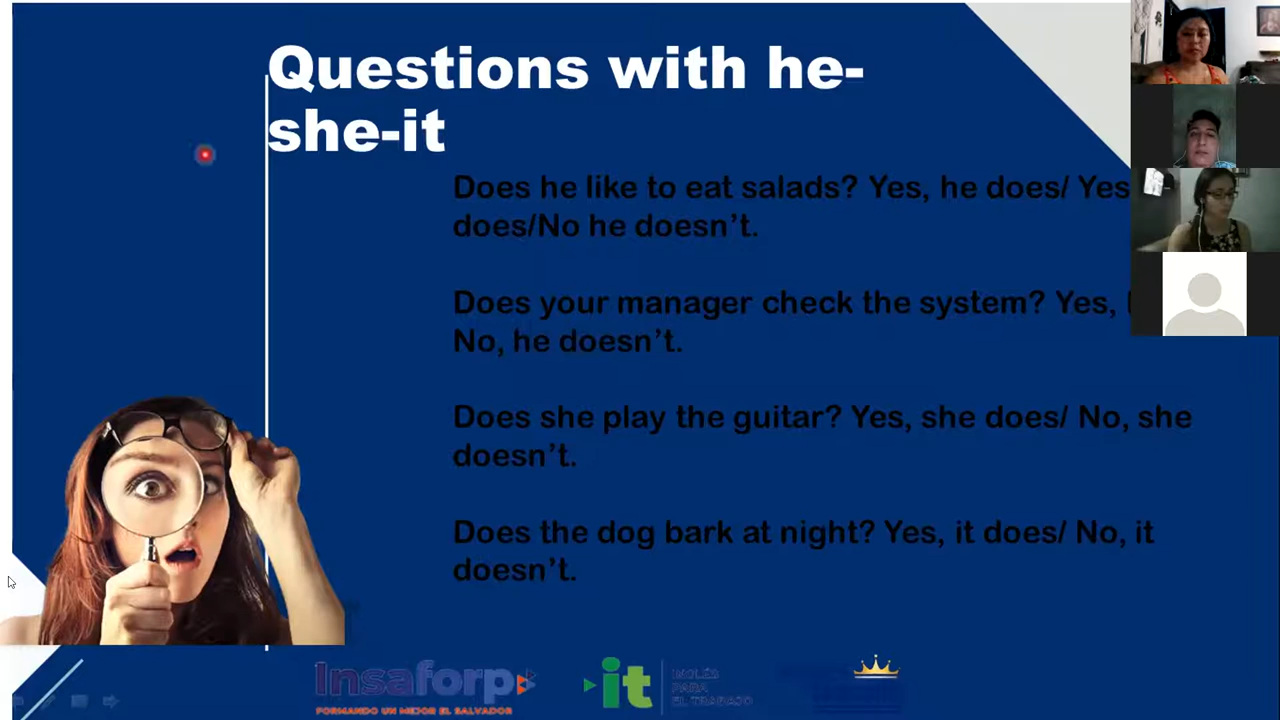 Questions with he-
she-it
Does he like to eat salads? Yes, he does/ Yes
does/No he doesn’t.
Does your manager check the system? Yes,
No, he doesn’t.
Does she play the guitar? Yes, she does/ No, she
doesn’t.
Does the dog bark at night? Yes, it does/ No, it
doesn’t.
Insaforp
FORMANDO UN MEJOR EL SALVADOR
it
INGLÉS
PARA
EL TRABAJO